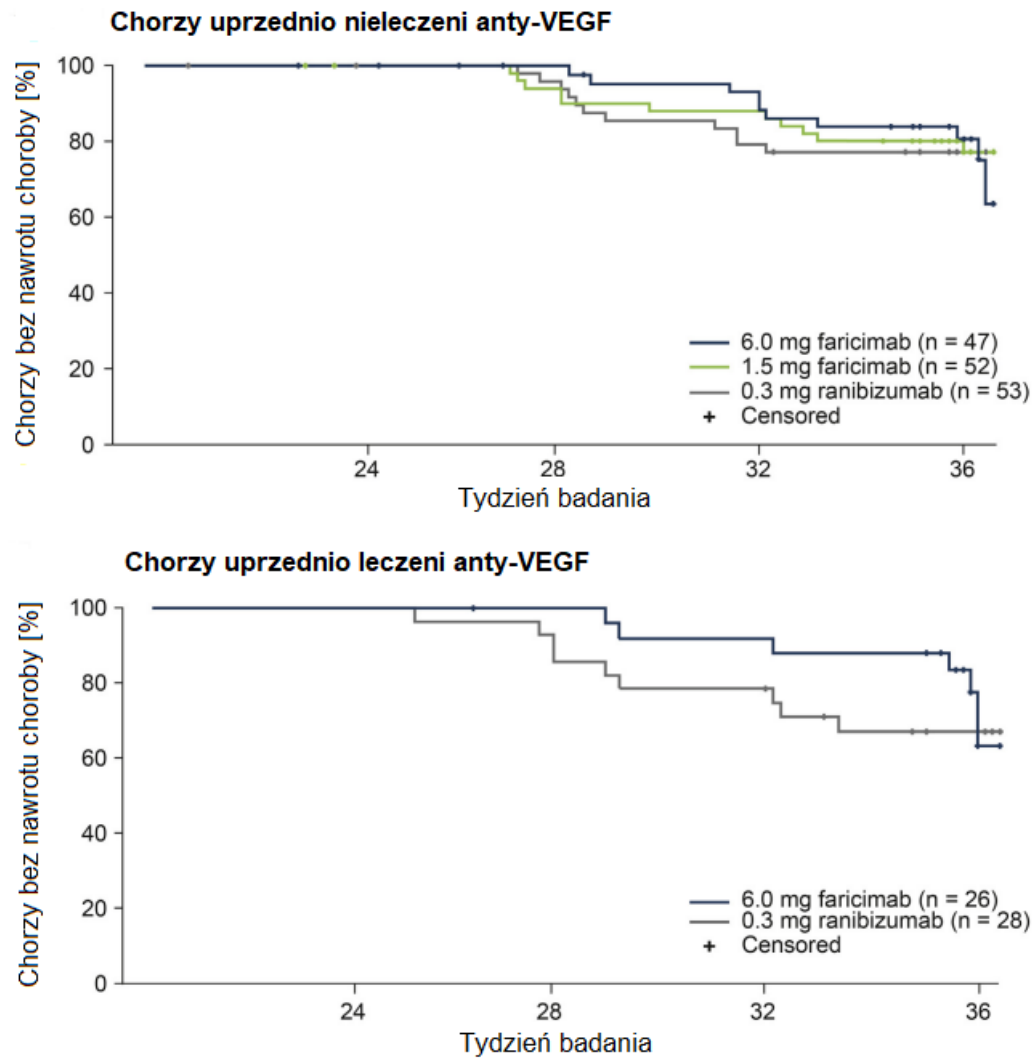 Chorzy uprzednio nieleczeni anty-VEGF
Chorzy bez nawrotu choroby [%]
100
80
60
40
20
0
6.0 mg faricimab (n = 47)
1.5 mg faricimab (n = 52)
0.3 mg ranibizumab (n = 53)
Censored
24 28 32 36
Tydzień badania
Chorzy uprzednio leczeni anty-VEGF
Chorzy bez nawrotu choroby [%]
100
80
60
40
20
0
6.0 mg faricimab (n = 26)
0.3 mg ranibizumab (n = 28)
Censored
24 28 32 36
Tydzień badania